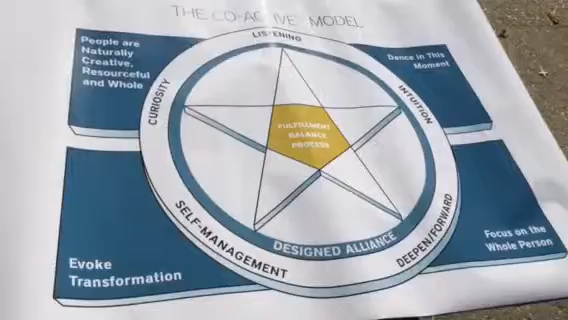 THE CO-ACTIVE MODEL
People are
Naturally
Creative,
Resourceful
and Whole
Dance in This
Moment
LISTENING
CURIOSITY
INTUITION
FULFILLMENT
BALANCE
PROCESS
SELF-MANAGEMENT
DEEPEN/FORWARD
DESIGNED ALLIANCE
Evoke
Transformation
Focus on the
Whole Person